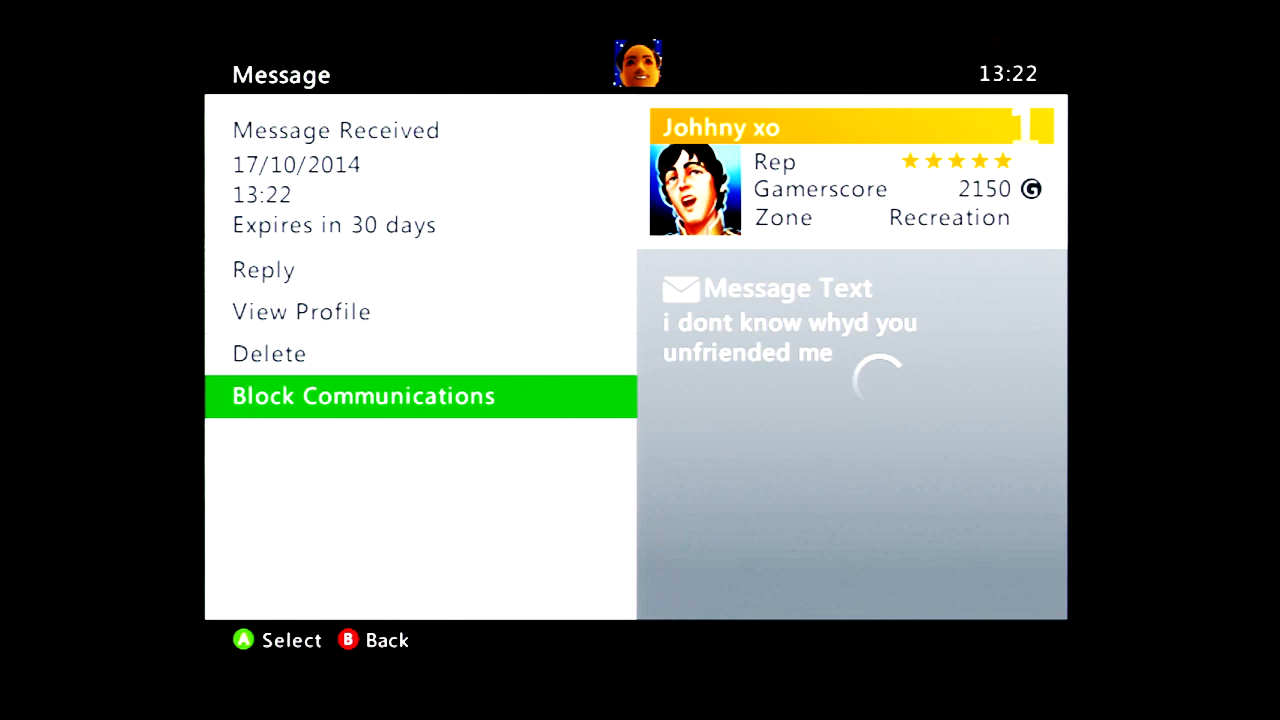 Message
13:22
Message Received
17/10/2014
13:22
Expires in 30 days
Reply
View Profile
Delete
Block Communications
Johhny xo
1
Rep
Gamerscore 2150 G
Zone Recreation
Message Text
i dont know whyd you
unfriended me
A Select B Back